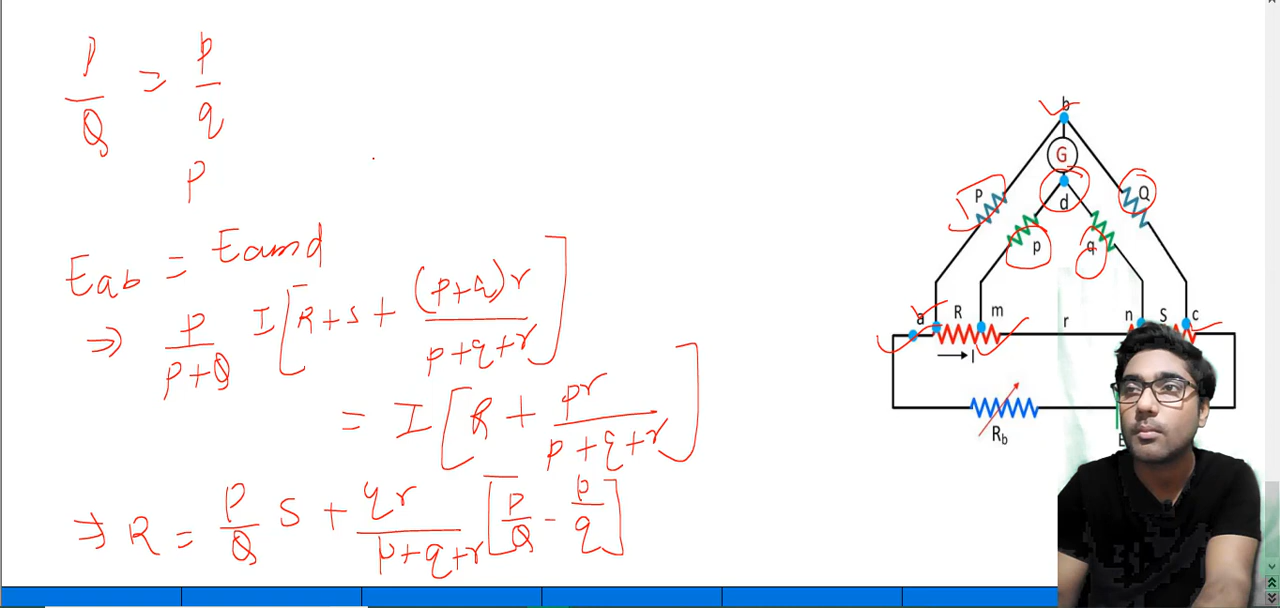 P/Q = p/q
P
Eab = Eamd
⇒ P/(P+Q) I[R+S+ (p+q)r/(p+q+r)]
= I[R + pr/(p+q+r)]
⇒ R = P/Q S + qr/(p+q+r) [P/Q - p/q]
b
G
P
d
Q
p
q
a
R
m
r
n
S
c
I
Rb
E